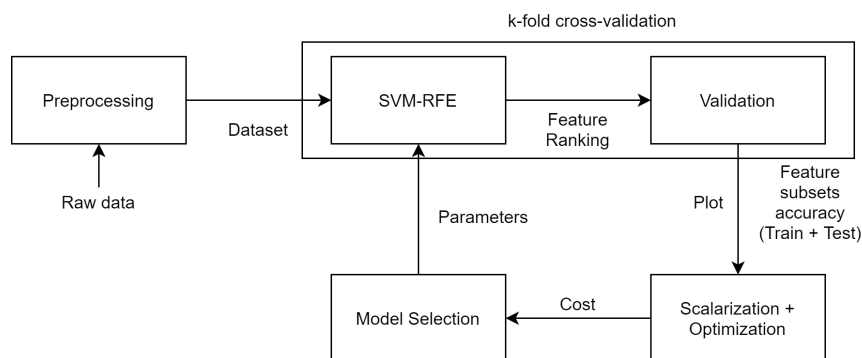 k-fold cross-validation
Preprocessing
SVM-RFE
Validation
Dataset
Feature
Ranking
Raw data
Parameters
Plot
Feature
subsets
accuracy
(Train + Test)
Model Selection
Cost
Scalarization +
Optimization